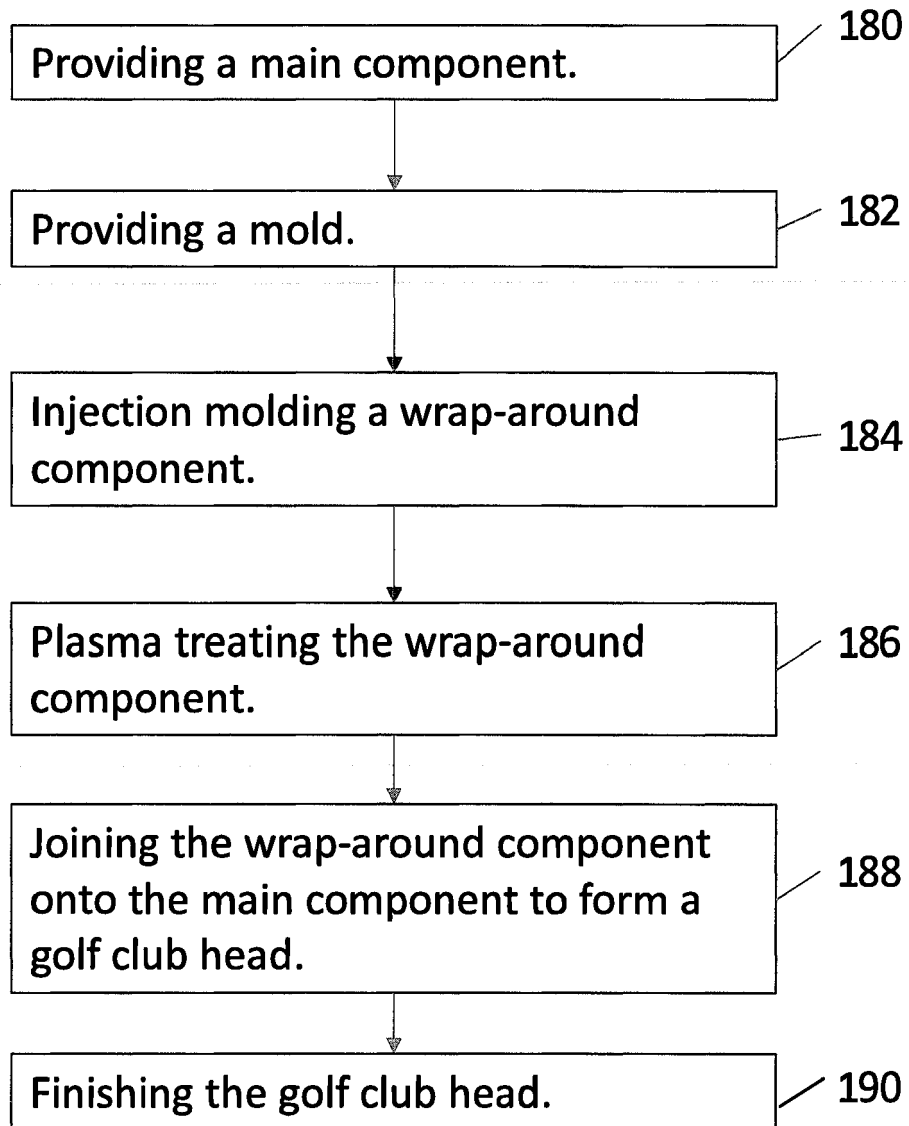 Providing a main component.
180
Providing a mold.
182
Injection molding a wrap-around
component.
184
Plasma treating the wrap-around
component.
186
Joining the wrap-around component
onto the main component to form a
golf club head.
188
Finishing the golf club head.
190